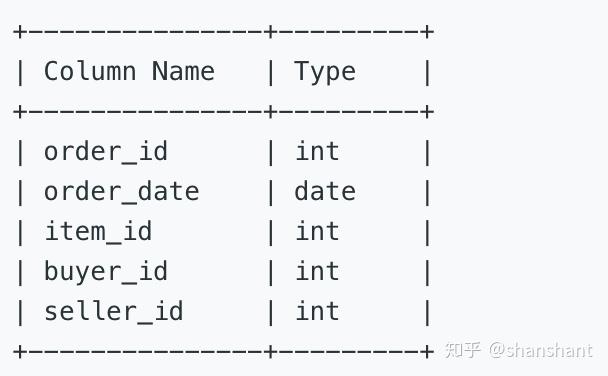 +---------------+---------+
| Column Name   | Type    |
+---------------+---------+
| order_id      | int     |
| order_date    | date    |
| item_id       | int     |
| buyer_id      | int     |
| seller_id     | int     |
+---------------+---------+
知乎 @shanshant